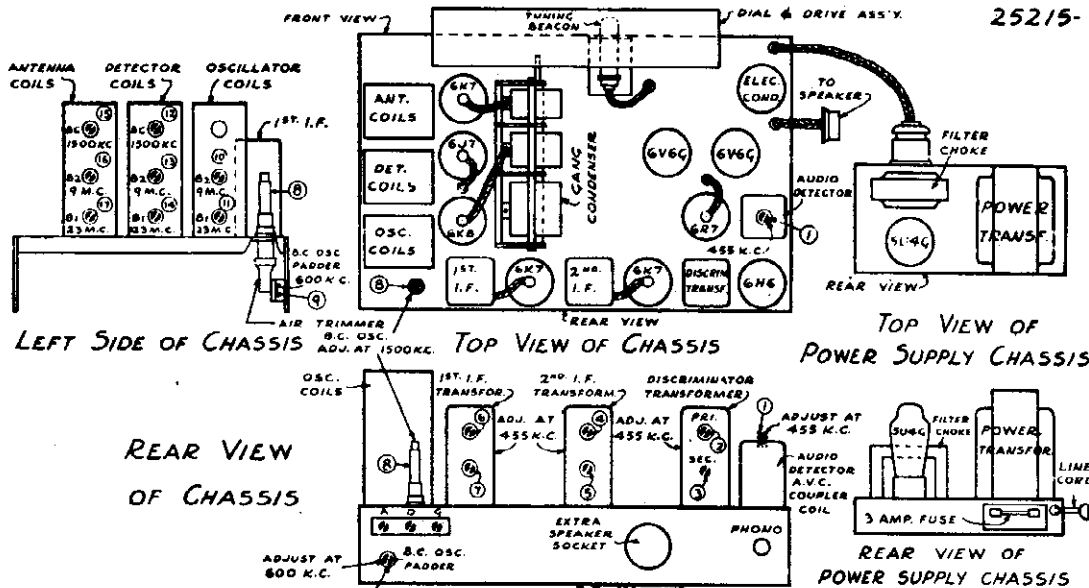 FRONT VIEW
TUNING
BEACON
DIAL & DRIVE ASS'Y.
25215-
ANTENNA
COILS
DETECTOR
COILS
OSCILLATOR
COILS
1ST. I.F.
15
BC
1500KC
16
B2
9 M.C.
17
B1
23 M.C.
12
BC
1500KC
13
B2
9 M.C.
14
B1
23 M.C.
10
B2
9 M.C.
11
B1
23 M.C.
8
B.C. OSC
PADDER
600 K.C.
9
AIR TRIMMER
B.C. OSC.
ADJ. AT 1500 K.C.
LEFT SIDE OF CHASSIS
ANT.
COILS
DET.
COILS
OSC.
COILS
8
6K7
6J7
6K8
GANG
CONDENSER
1ST
I.F.
6K7
2ND.
I.F.
6K7
DISCRIM
TRANSF.
6H6
6V6G
6V6G
6R7
455 K.C.
1
AUDIO
DETECTOR
ELEC.
COND.
TO
SPEAKER
REAR VIEW
TOP VIEW OF CHASSIS
FILTER
CHOKE
5U4G
POWER
TRANSF.
REAR VIEW
TOP VIEW OF
POWER SUPPLY CHASSIS
REAR VIEW
OF CHASSIS
OSC.
COILS
8
1ST. I.F.
TRANSFOR.
6
7
ADJ. AT
455 K.C.
2ND. I.F.
TRANSFORM.
4
5
ADJ. AT
455 K.C.
DISCRIMINATOR
TRANSFORMER
PRI.
2
SEC.
3
1
ADJUST AT
455 K.C.
AUDIO
DETECTOR
A.V.C.
COUPLER
COIL
A D G
ADJUST AT
600 K.C.
B.C. OSC.
PADDER
EXTRA
SPEAKER
SOCKET
PHONO
5U4G
FILTER
CHOKE
POWER
TRANSFOR.
LINE
CORD
3 AMP. FUSE
REAR VIEW OF
POWER SUPPLY CHASSIS